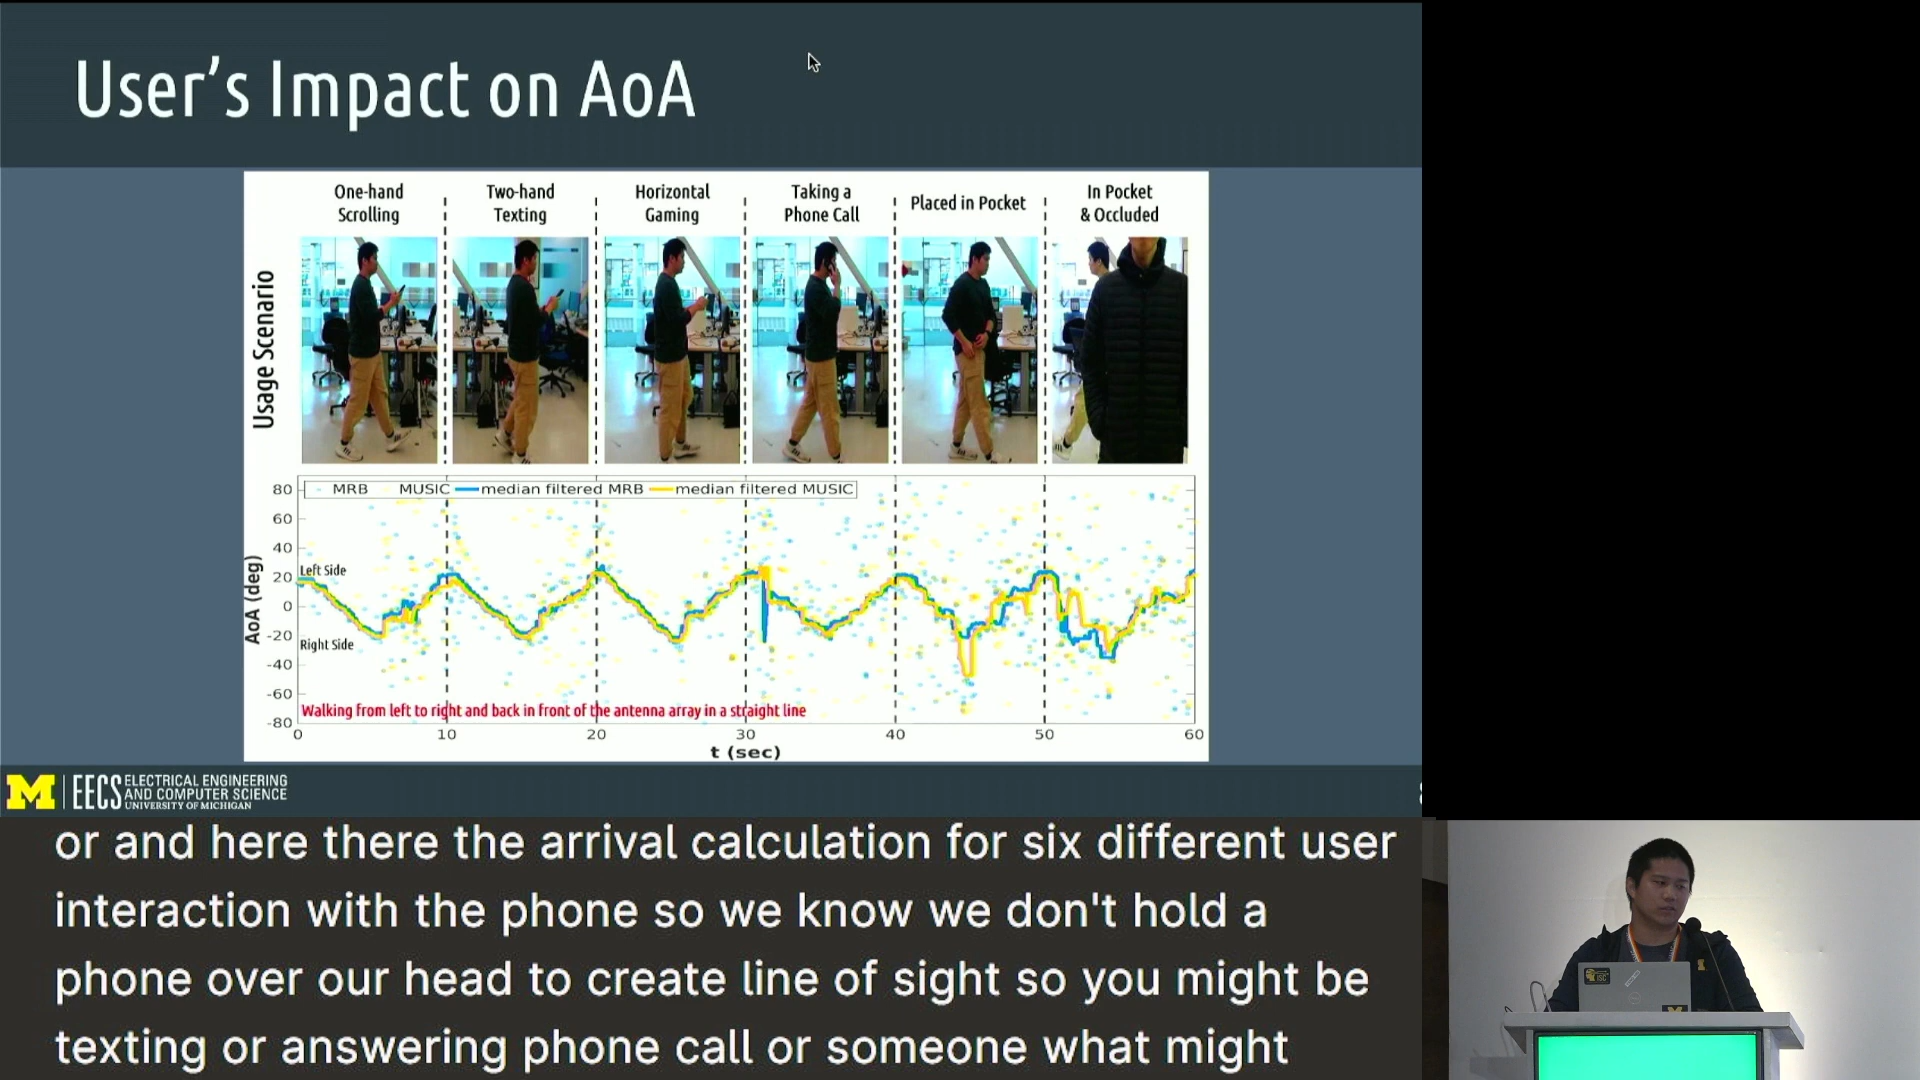 User's Impact on AoA
One-hand
Scrolling
Two-hand
Texting
Horizontal
Gaming
Taking a
Phone Call
Placed in Pocket
In Pocket
& Occluded
Usage Scenario
MRB MUSIC median filtered MRB median filtered MUSIC
AoA (deg)
80
60
40
20
0
-20
-40
-60
-80
Left Side
Right Side
Walking from left to right and back in front of the antenna array in a straight line
0 10 20 30 40 50 60
t (sec)
M EECS ELECTRICAL ENGINEERING
AND COMPUTER SCIENCE
UNIVERSITY OF MICHIGAN
or and here there the arrival calculation for six different user
interaction with the phone so we know we don't hold a
phone over our head to create line of sight so you might be
texting or answering phone call or someone what might